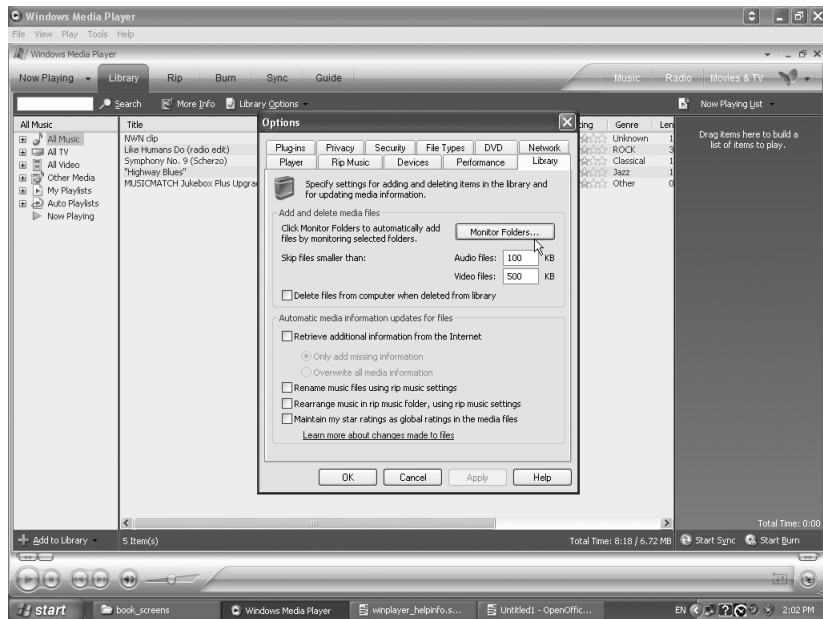 Windows Media Player
File View Play Tools Help
Windows Media Player
Now Playing Library Rip Burn Sync Guide Music Radio Movies & TV
Search More Info Library Options Now Playing List
All Music
All Music
All TV
All Video
Other Media
My Playlists
Auto Playlists
Now Playing
Title
NWN clip
Like Humans Do (radio edit)
Symphony No. 9 (Scherzo)
"Highway Blues"
MUSICMATCH Jukebox Plus Upgra
Options
Plug-ins Privacy Security File Types DVD Network
Player Rip Music Devices Performance Library
Specify settings for adding and deleting items in the library and
for updating media information.
Add and delete media files
Click Monitor Folders to automatically add
files by monitoring selected folders.
Monitor Folders...
Skip files smaller than: Audio files: 100 KB
Video files: 500 KB
Delete files from computer when deleted from library
Automatic media information updates for files
Retrieve additional information from the Internet
Only add missing information
Overwrite all media information
Rename music files using rip music settings
Rearrange music in rip music folder, using rip music settings
Maintain my star ratings as global ratings in the media files
Learn more about changes made to files
OK Cancel Apply Help
ing Genre Len
Unknown 1
ROCK 3
Classical 1
Jazz 1
Other 0
Drag items here to build a
list of items to play.
Total Time: 0:00
Add to Library 5 Item(s) Total Time: 8:18 / 6.72 MB Start Sync Start Burn
start book_screens Windows Media Player winplayer_helpinfo.s... Untitled1 - OpenOffic... EN 2:02 PM